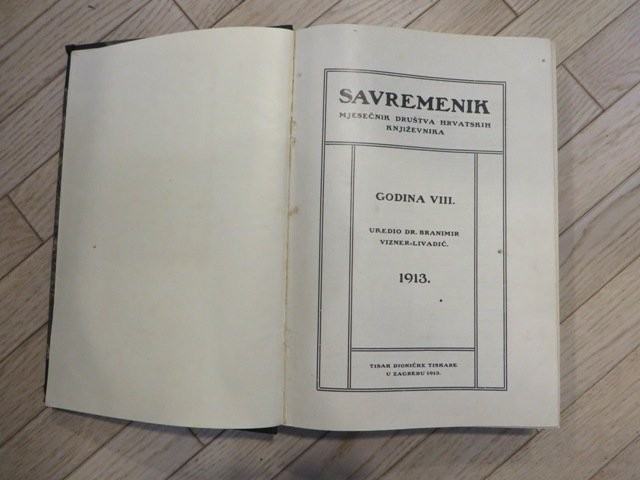 SAVREMENIK
MJESEČNIK DRUŠTVA HRVATSKIH
KNJIŽEVNIKA
GODINA VIII.
UREDIO DR. BRANIMIR
VIZNER-LIVADIĆ.
1913.
TISAK DIONIČKE TISKARE
U ZAGREBU 1913.